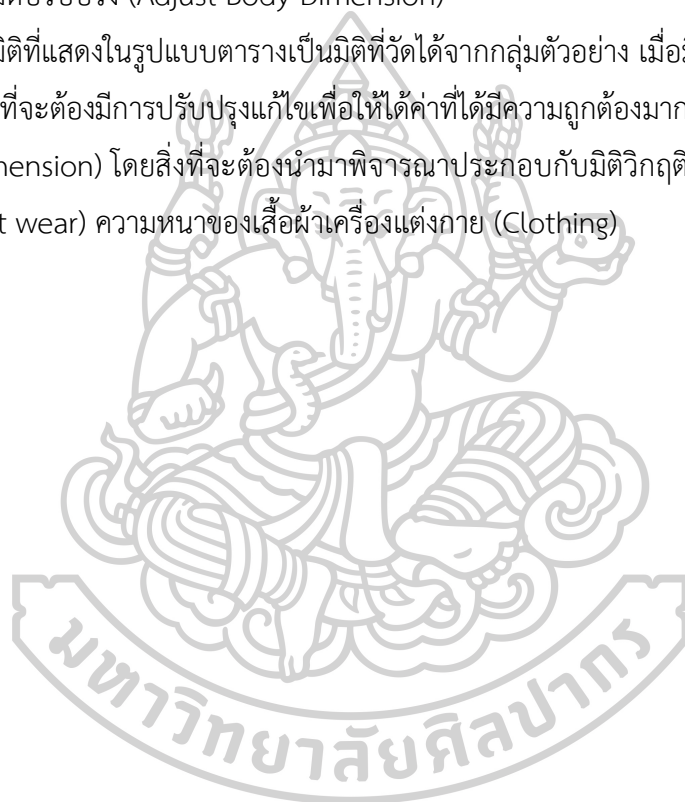 (Adjust Body Dimension)
มิติที่แสดงในรูปแบบตารางเป็นมิติที่วัดได้จากกลุ่มตัวอย่าง เมื่อ
ที่จะต้องมีการปรับปรุงแก้ไขเพื่อให้ได้ค่าที่ได้มีความถูกต้องมาก
mension) โดยสิ่งที่จะต้องนำมาพิจารณาประกอบกับมิติวิกฤติ
t wear) ความหนาของเสื้อผ้าเครื่องแต่งกาย (Clothing)
มหาวิทยาลัยศิลปากร